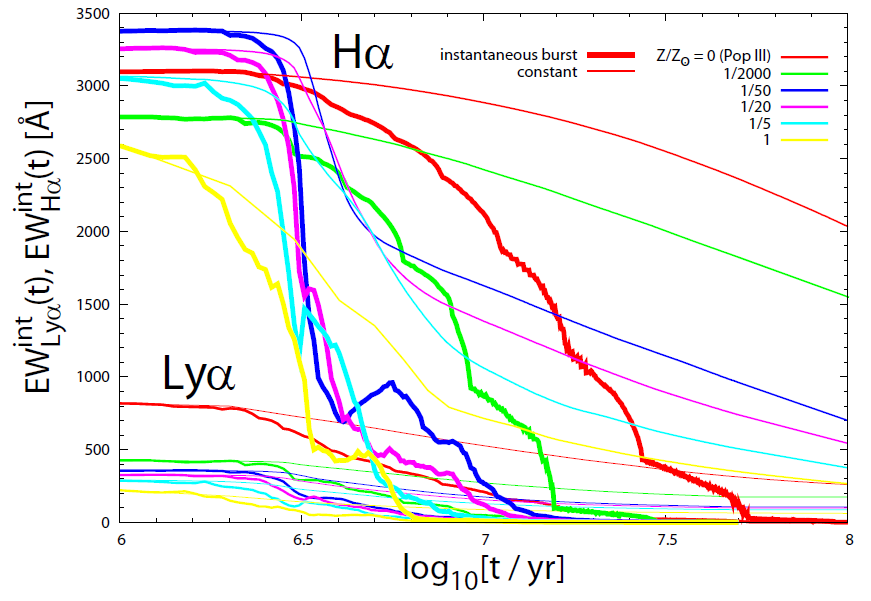 3500
3000
2500
2000
1500
1000
500
0
EW^int_Lyα(t), EW^int_Hα(t) [Å]
Hα
Lyα
instantaneous burst
constant
Z/Z⊙ = 0 (Pop III)
1/2000
1/50
1/20
1/5
1
6
6.5
7
7.5
8
log10[t / yr]